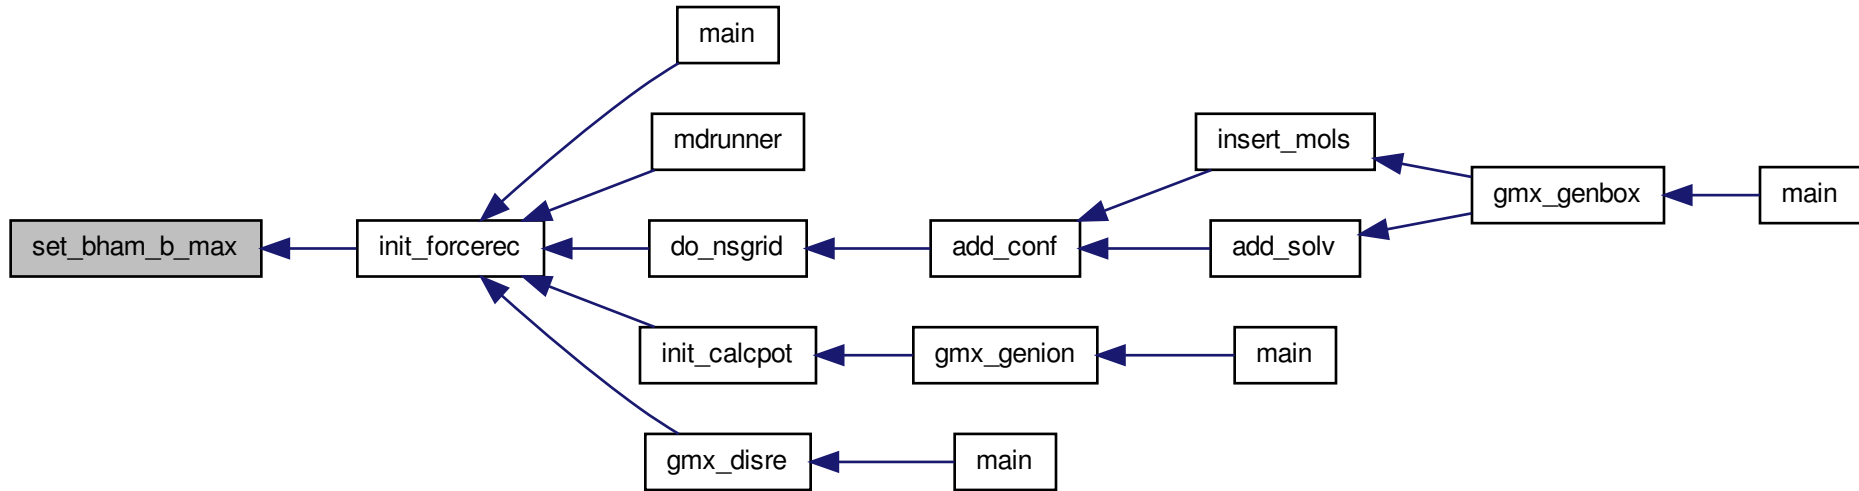 main
mdrunner
insert_mols
gmx_genbox
main
set_bham_b_max
init_forcerec
do_nsgrid
add_conf
add_solv
init_calcpot
gmx_genion
main
gmx_disre
main